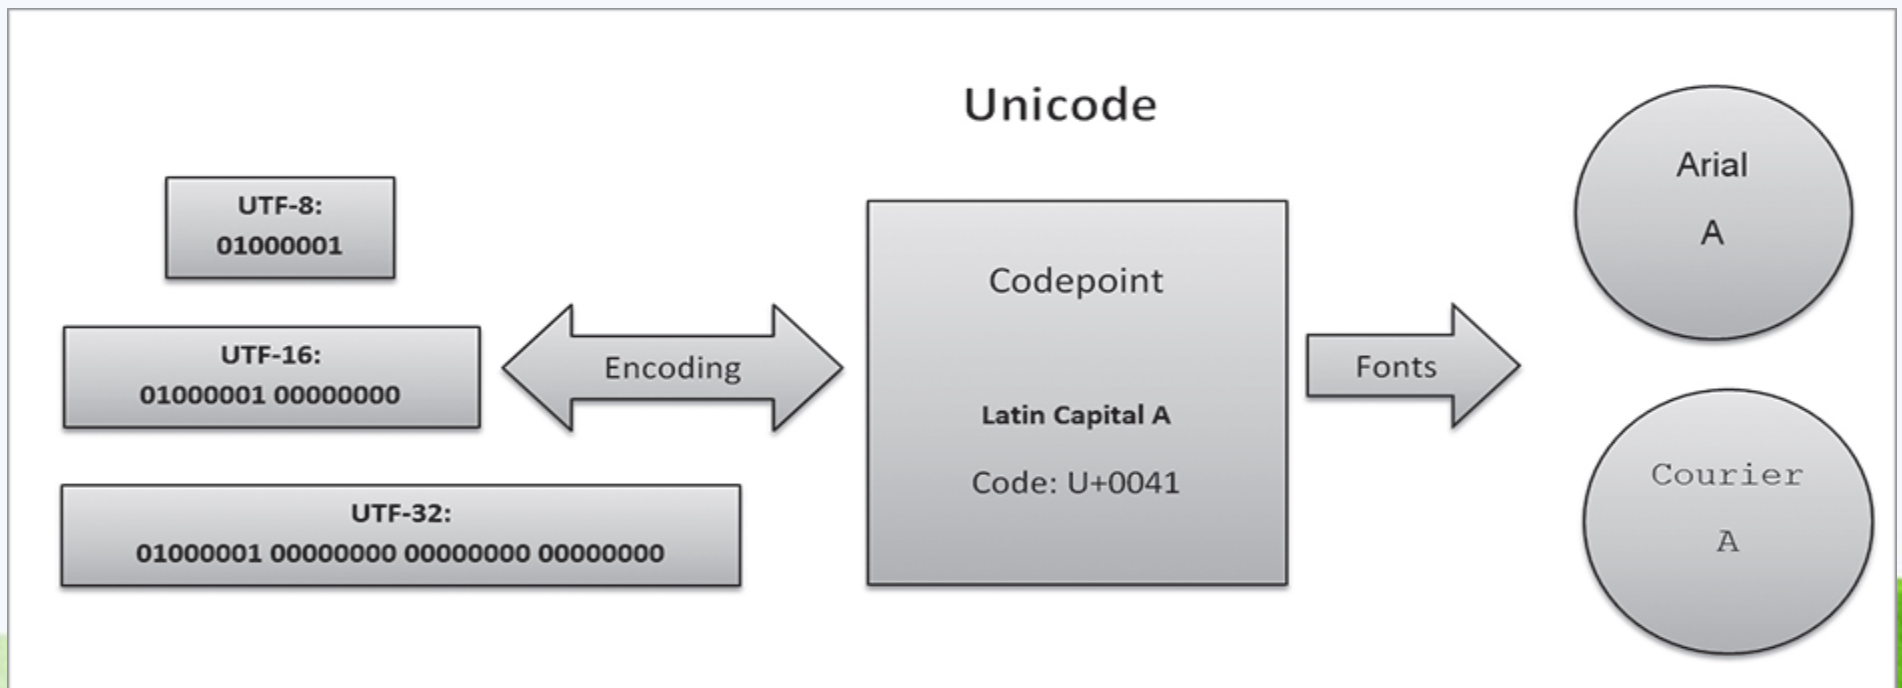 Unicode
UTF-8:
01000001
UTF-16:
01000001 00000000
UTF-32:
01000001 00000000 00000000 00000000
Encoding
Codepoint
Latin Capital A
Code: U+0041
Fonts
Arial
A
Courier
A